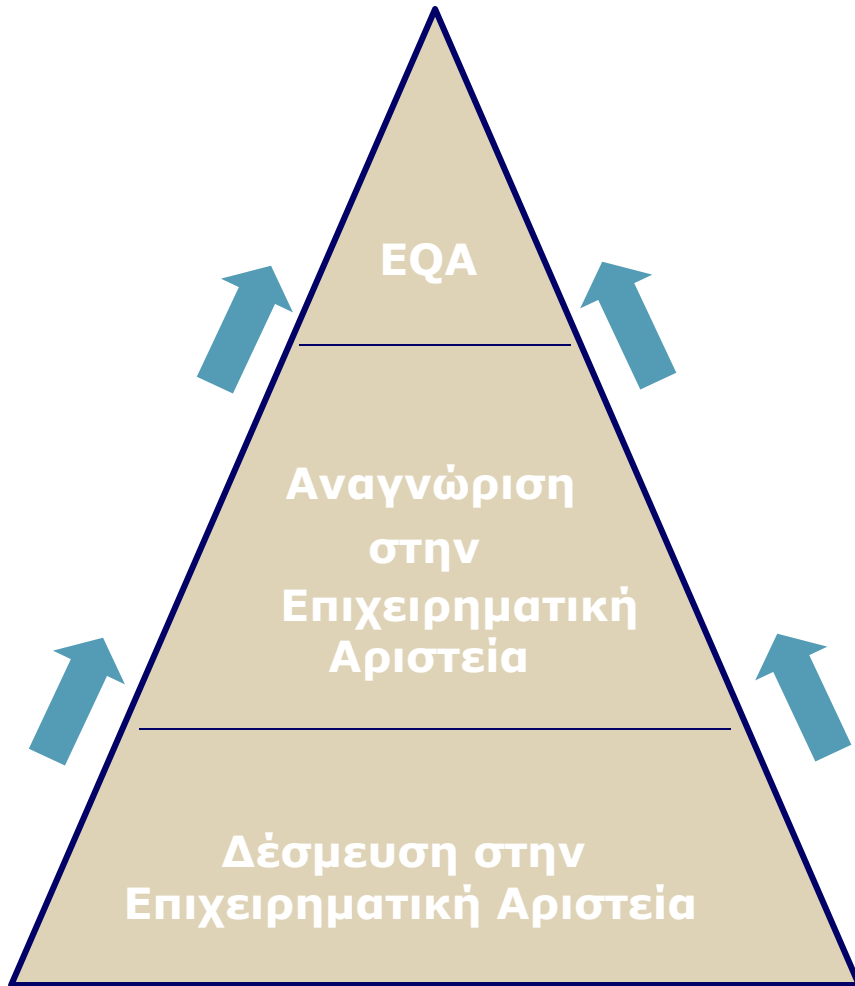 EQA
Αναγνώριση
στην
Επιχειρηματική
Αριστεία
Δέσμευση στην
Επιχειρηματική Αριστεία